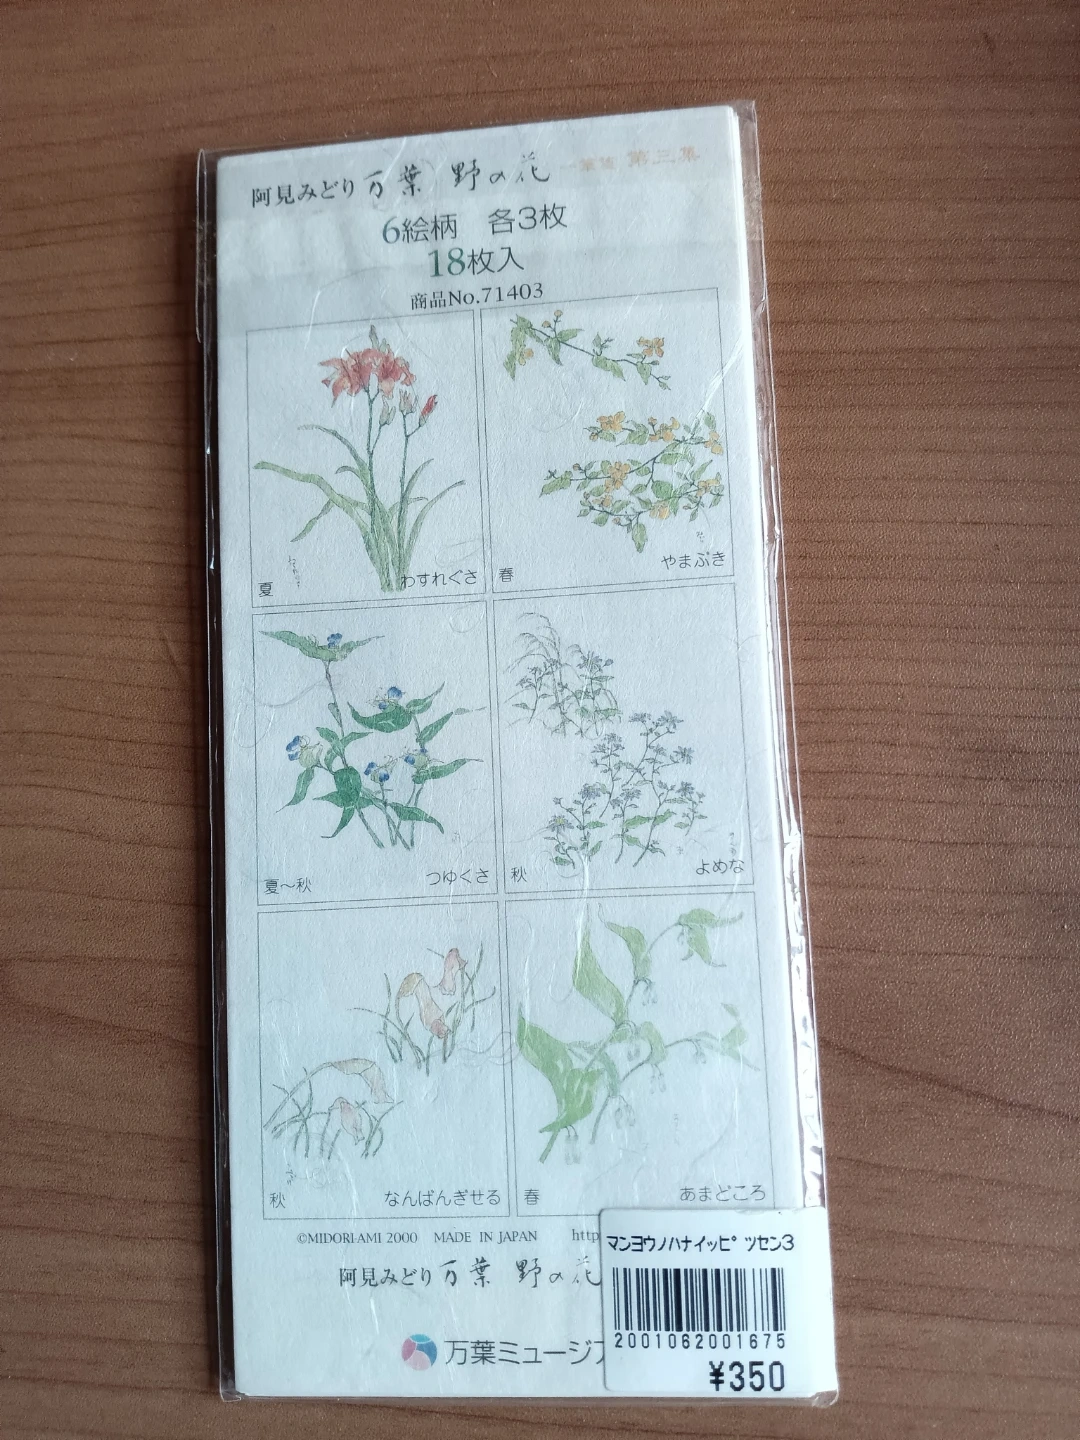 阿見みどり 万葉 野の花 一筆箋 第三集
6絵柄 各3枚
18枚入
商品No.71403
夏 わすれぐさ
春 やまぶき
夏～秋 つゆくさ
秋 よめな
秋 なんばんぎせる
春 あまどころ
©MIDORI-AMI 2000 MADE IN JAPAN http
阿見みどり 万葉 野の花
万葉ミュージア
マンヨウノハナイッピﾟツセン3
2001062001675
¥350